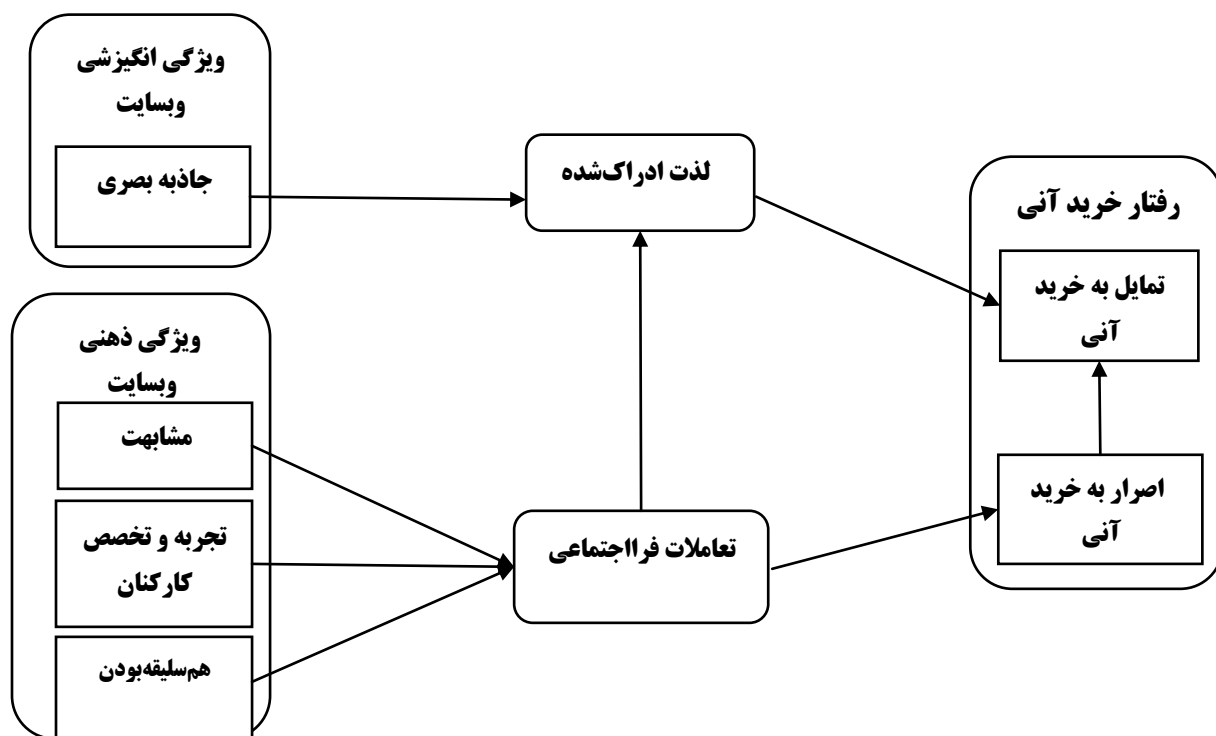 ویژگی انگیزشی
وبسایت
جاذبه بصری
لذت ادراک‌شده
رفتار خرید آنی
تمایل به خرید
آنی
ویژگی ذهنی
وبسایت
مشابهت
تجربه و تخصص
کارکنان
هم‌سلیقه‌بودن
تعاملات فرااجتماعی
اصرار به خرید
آنی